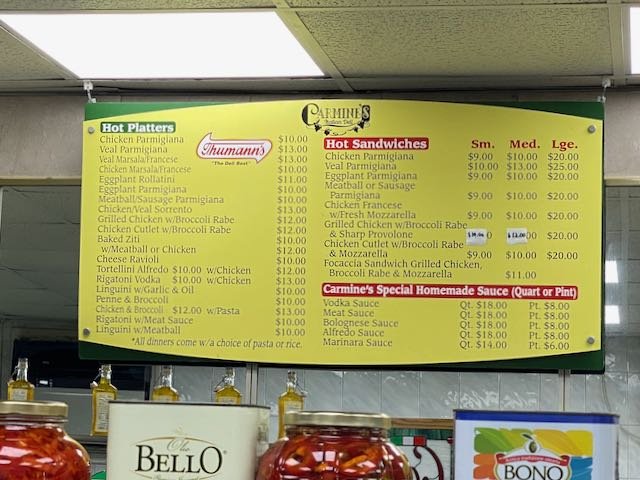 CARMINE'S
Italian Deli
Hot Platters
Thumann's
"The Deli Best"
Chicken Parmigiana $10.00
Veal Parmigiana $13.00
Veal Marsala/Francese $13.00
Chicken Marsala/Francese $10.00
Eggplant Rollatini $11.00
Eggplant Parmigiana $10.00
Meatball/Sausage Parmigiana $10.00
Chicken/Veal Sorrento $13.00
Grilled Chicken w/Broccoli Rabe $12.00
Chicken Cutlet w/Broccoli Rabe $12.00
Baked Ziti $10.00
w/Meatball or Chicken $12.00
Cheese Ravioli $10.00
Tortellini Alfredo $10.00 w/Chicken $12.00
Rigatoni Vodka $10.00 w/Chicken $13.00
Linguini w/Garlic & Oil $10.00
Penne & Broccoli $10.00
Chicken & Broccoli $12.00 w/Pasta $13.00
Rigatoni w/Meat Sauce $10.00
Linguini w/Meatball $10.00
*All dinners come w/a choice of pasta or rice.
Hot Sandwiches Sm. Med. Lge.
Chicken Parmigiana $9.00 $10.00 $20.00
Veal Parmigiana $10.00 $13.00 $25.00
Eggplant Parmigiana $9.00 $10.00 $20.00
Meatball or Sausage
Parmigiana $9.00 $10.00 $20.00
Chicken Francese
w/Fresh Mozzarella $9.00 $10.00 $20.00
Grilled Chicken w/Broccoli Rabe
& Sharp Provolone $20.00
Chicken Cutlet w/Broccoli Rabe
& Mozzarella $9.00 $10.00 $20.00
Focaccia Sandwich Grilled Chicken,
Broccoli Rabe & Mozzarella $11.00
Carmine's Special Homemade Sauce (Quart or Pint)
Vodka Sauce Qt. $18.00 Pt. $8.00
Meat Sauce Qt. $18.00 Pt. $8.00
Bolognese Sauce Qt. $18.00 Pt. $8.00
Alfredo Sauce Qt. $18.00 Pt. $8.00
Marinara Sauce Qt. $14.00 Pt. $6.00
BELLO
BONO